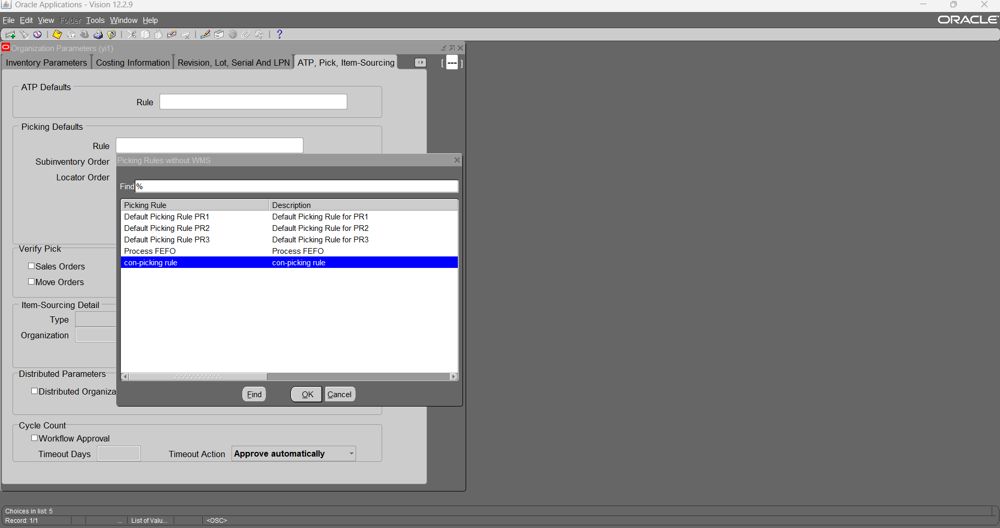 Oracle Applications - Vision 12.2.9
File Edit View Folder Tools Window Help
ORACLE
Organization Parameters (yi1)
Inventory Parameters Costing Information Revision, Lot, Serial And LPN ATP, Pick, Item-Sourcing [ --- ]
ATP Defaults
Rule
Picking Defaults
Rule
Subinventory Order
Locator Order
Picking Rules without WMS
Find %
Picking Rule Description
Default Picking Rule PR1 Default Picking Rule for PR1
Default Picking Rule PR2 Default Picking Rule for PR2
Default Picking Rule PR3 Default Picking Rule for PR3
Process FEFO Process FEFO
con-picking rule con-picking rule
Find OK Cancel
Verify Pick
Sales Orders
Move Orders
Item-Sourcing Detail
Type
Organization
Distributed Parameters
Distributed Organiza
Cycle Count
Workflow Approval
Timeout Days Timeout Action Approve automatically
Choices in list: 5
Record: 1/1 ... List of Valu... <OSC>